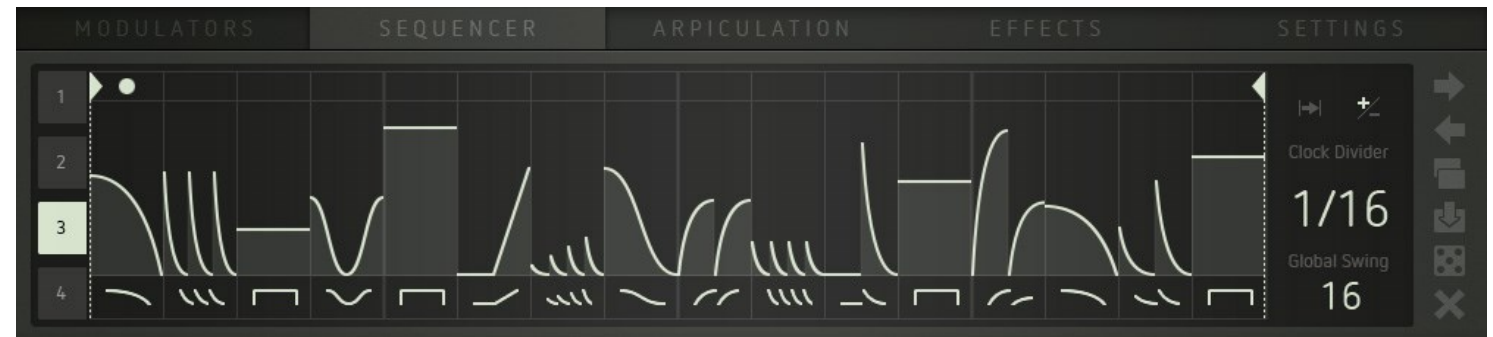 MODULATORS SEQUENCER ARPICULATION EFFECTS SETTINGS
1
2
3
4
Clock Divider
1/16
Global Swing
16